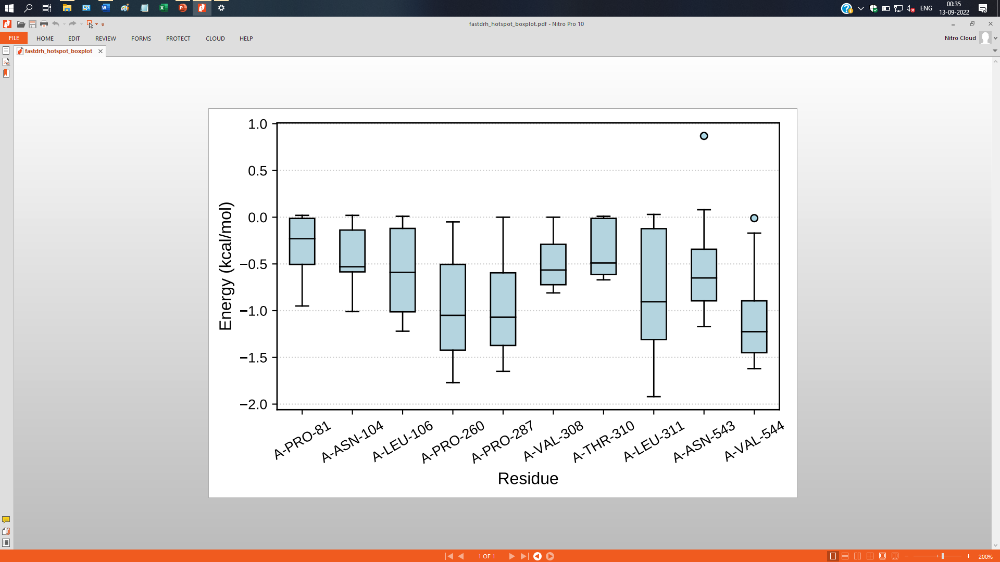 00:35
ENG
13-09-2022
fastdrh_hotspot_boxplot.pdf - Nitro Pro 10
FILE HOME EDIT REVIEW FORMS PROTECT CLOUD HELP
Nitro Cloud
fastdrh_hotspot_boxplot
1.0
0.5
0.0
−0.5
−1.0
−1.5
−2.0
Energy (kcal/mol)
A-PRO-81
A-ASN-104
A-LEU-106
A-PRO-260
A-PRO-287
A-VAL-308
A-THR-310
A-LEU-311
A-ASN-543
A-VAL-544
Residue
1 OF 1
200%